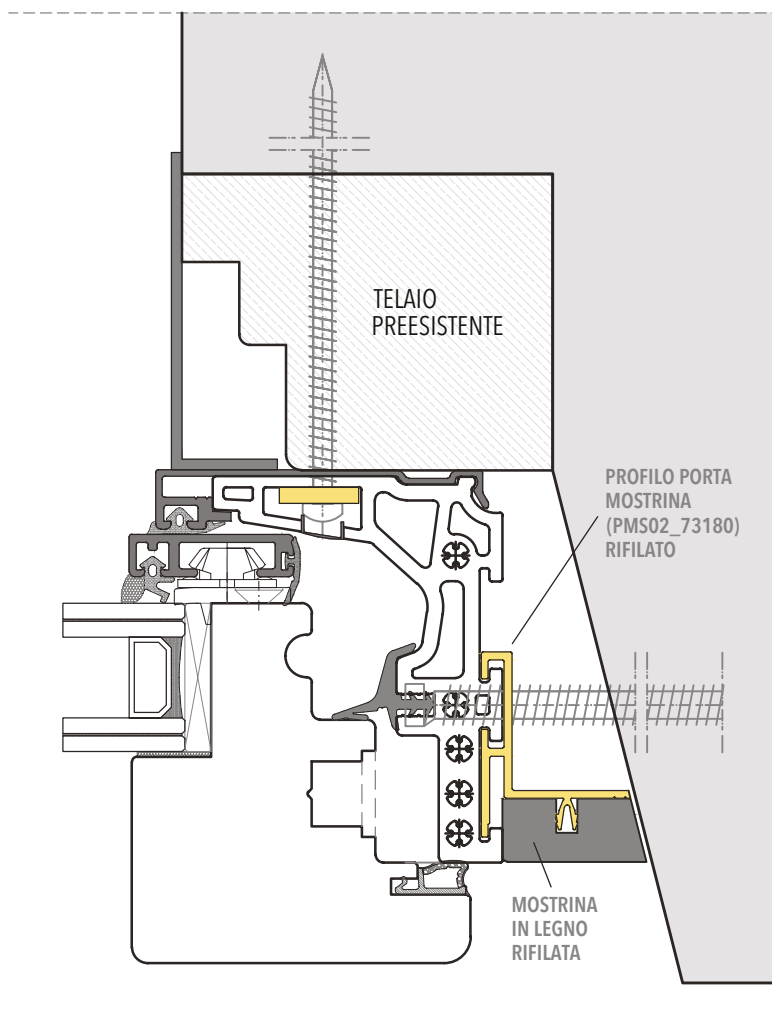 TELAIO
PREESISTENTE
PROFILO PORTA
MOSTRINA
(PMS02_73180)
RIFILATO
MOSTRINA
IN LEGNO
RIFILATA